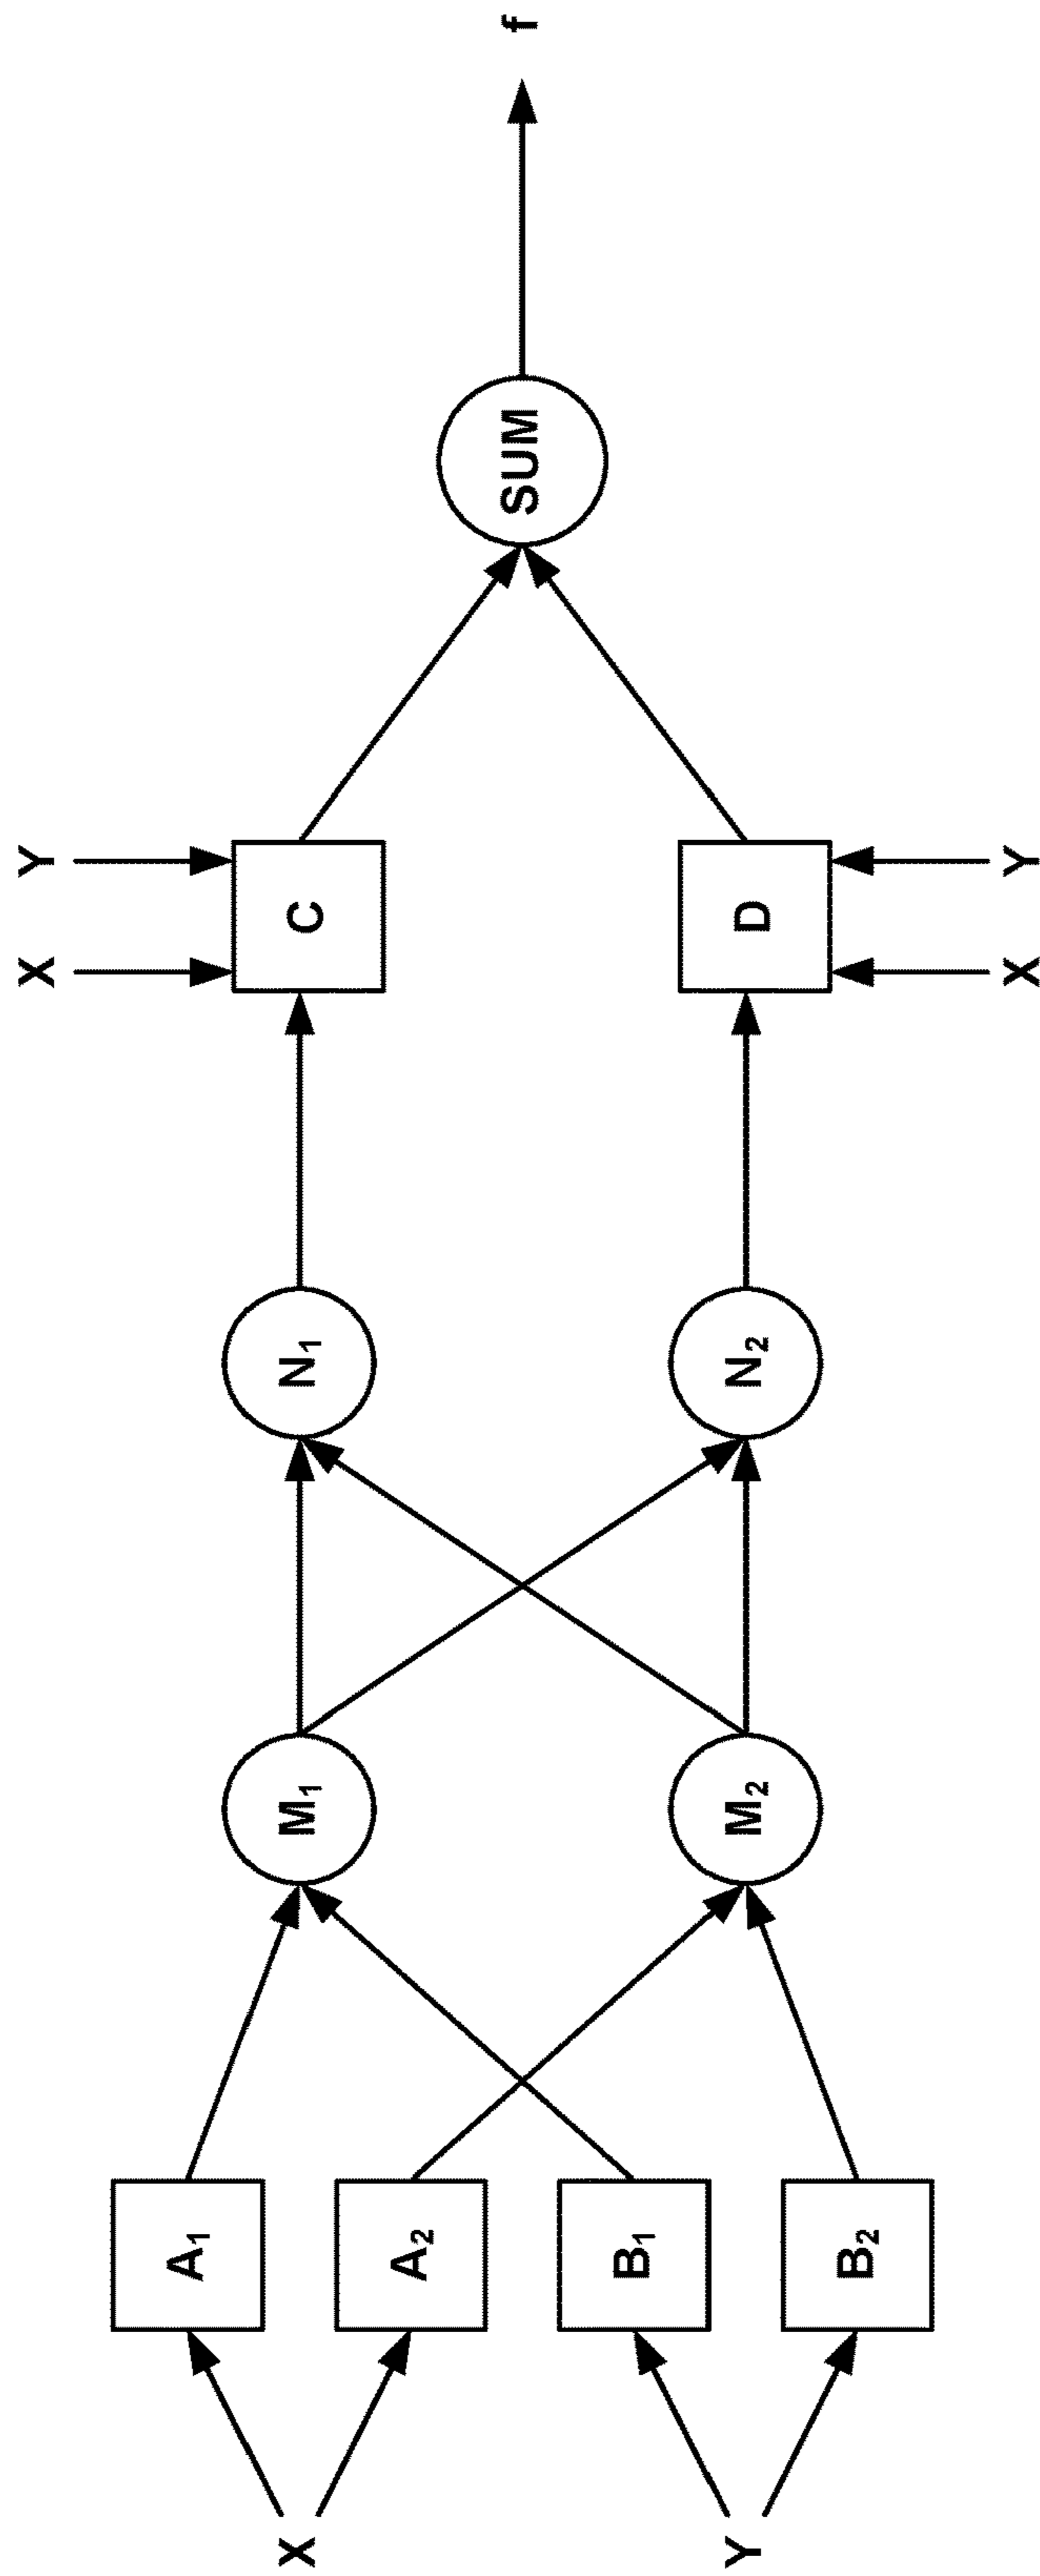 X
Y
A₁
A₂
B₁
B₂
M₁
M₂
N₁
N₂
X
Y
C
D
X
Y
SUM
f